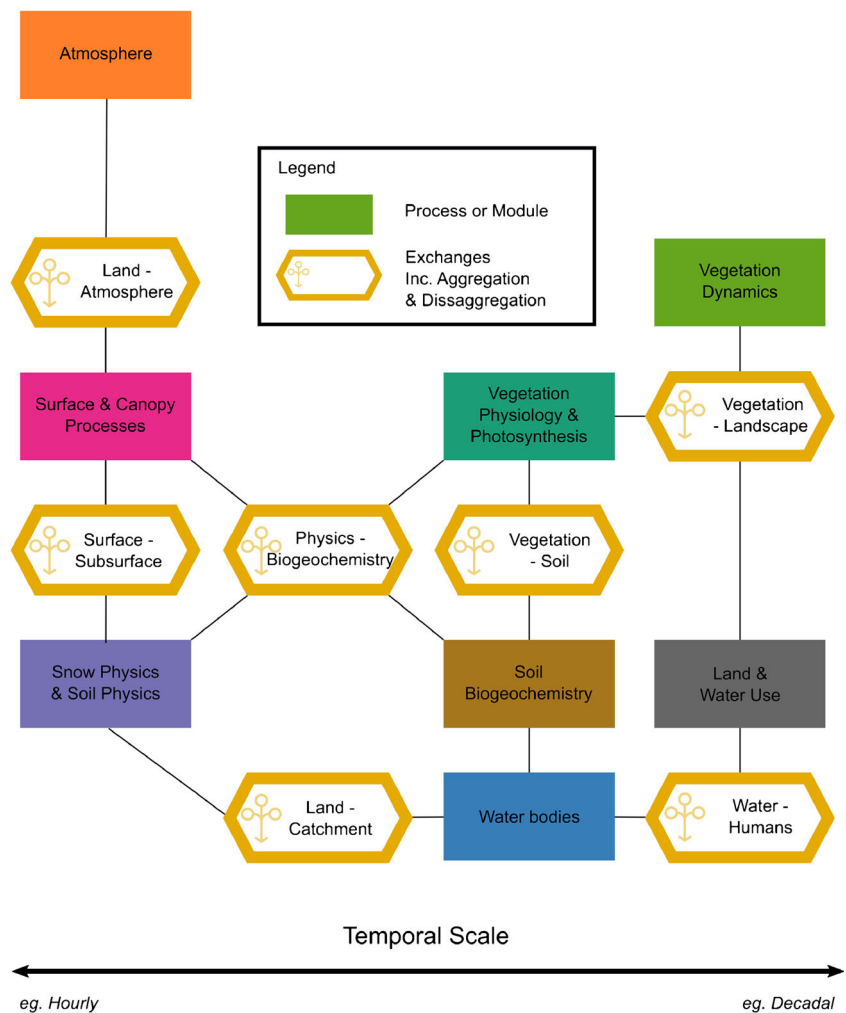 Atmosphere
Legend
Process or Module
Exchanges
Inc. Aggregation
& Dissaggregation
Land -
Atmosphere
Vegetation
Dynamics
Surface & Canopy
Processes
Vegetation
Physiology &
Photosynthesis
Vegetation
- Landscape
Surface -
Subsurface
Physics -
Biogeochemistry
Vegetation
- Soil
Snow Physics
& Soil Physics
Soil
Biogeochemistry
Land &
Water Use
Land -
Catchment
Water bodies
Water -
Humans
Temporal Scale
eg. Hourly
eg. Decadal